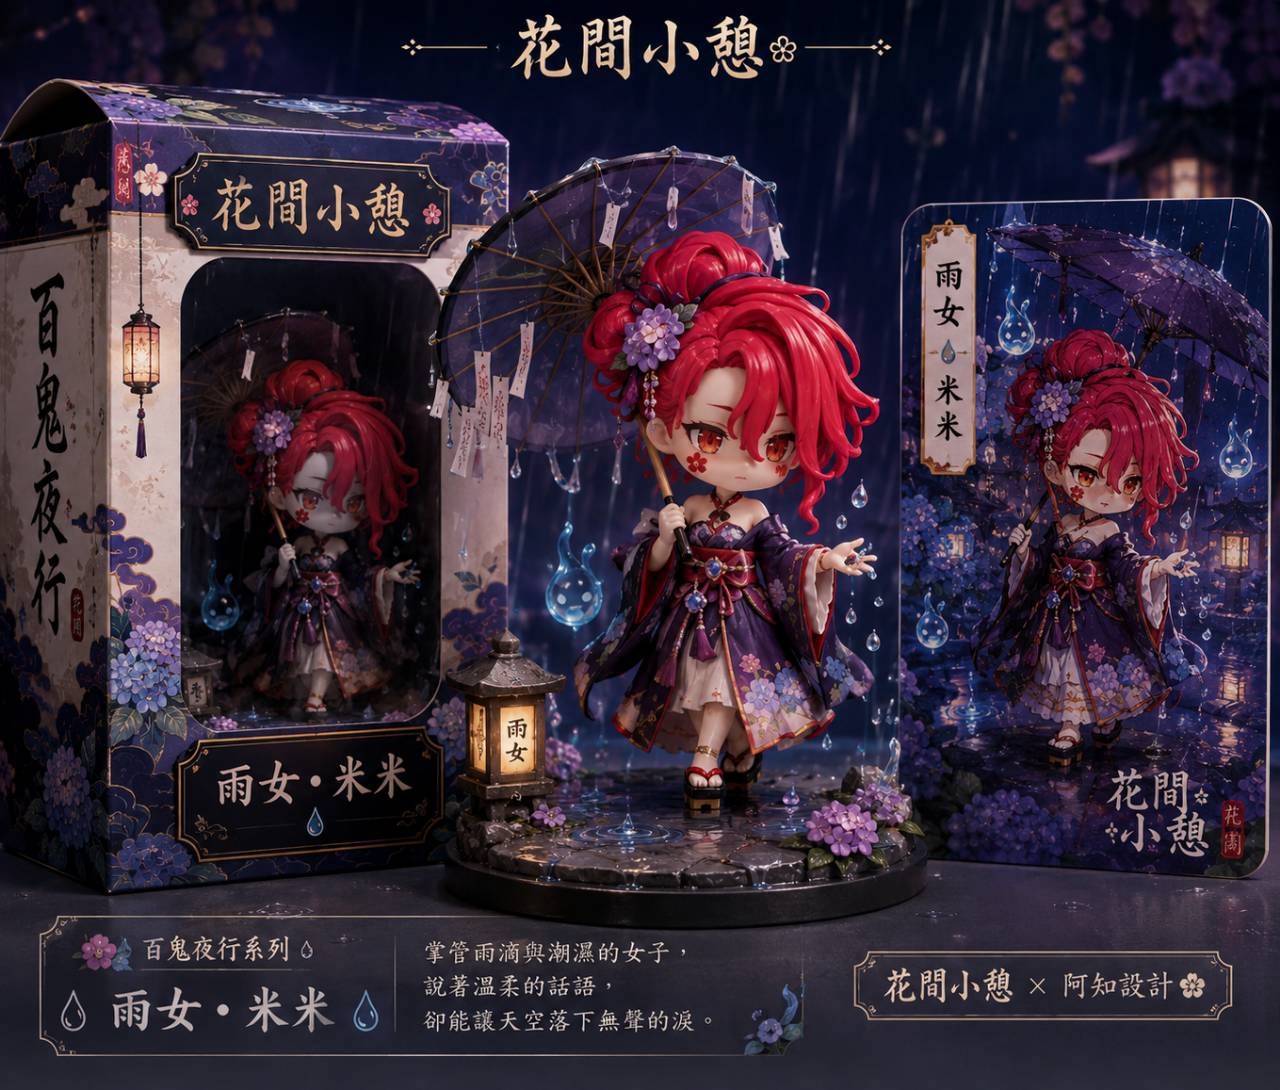 花間小憩
花間小憩
百鬼夜行
雨女•米米
雨女
雨女
米米
花間
小憩
百鬼夜行系列
雨女•米米
掌管雨滴與潮濕的女子，
說著溫柔的話語，
卻能讓天空落下無聲的淚。
花間小憩 × 阿知設計